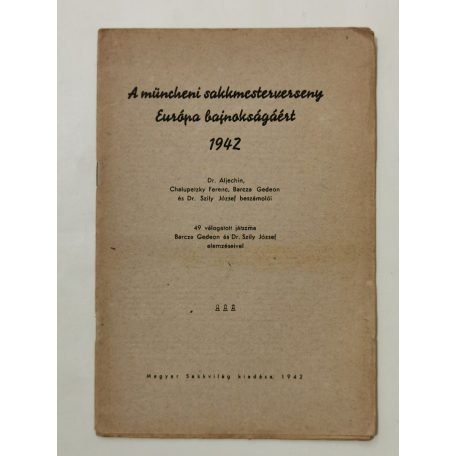 A müncheni sakkmesterverseny
Európa bajnokságáért
1942
Dr. Aljechin,
Chalupetzky Ferenc, Barcza Gedeon
és Dr. Szily József beszámolói
49 válogatott játszma
Barcza Gedeon és Dr. Szily József
elemzéseivel
Magyar Sakkvilág kiadása, 1942